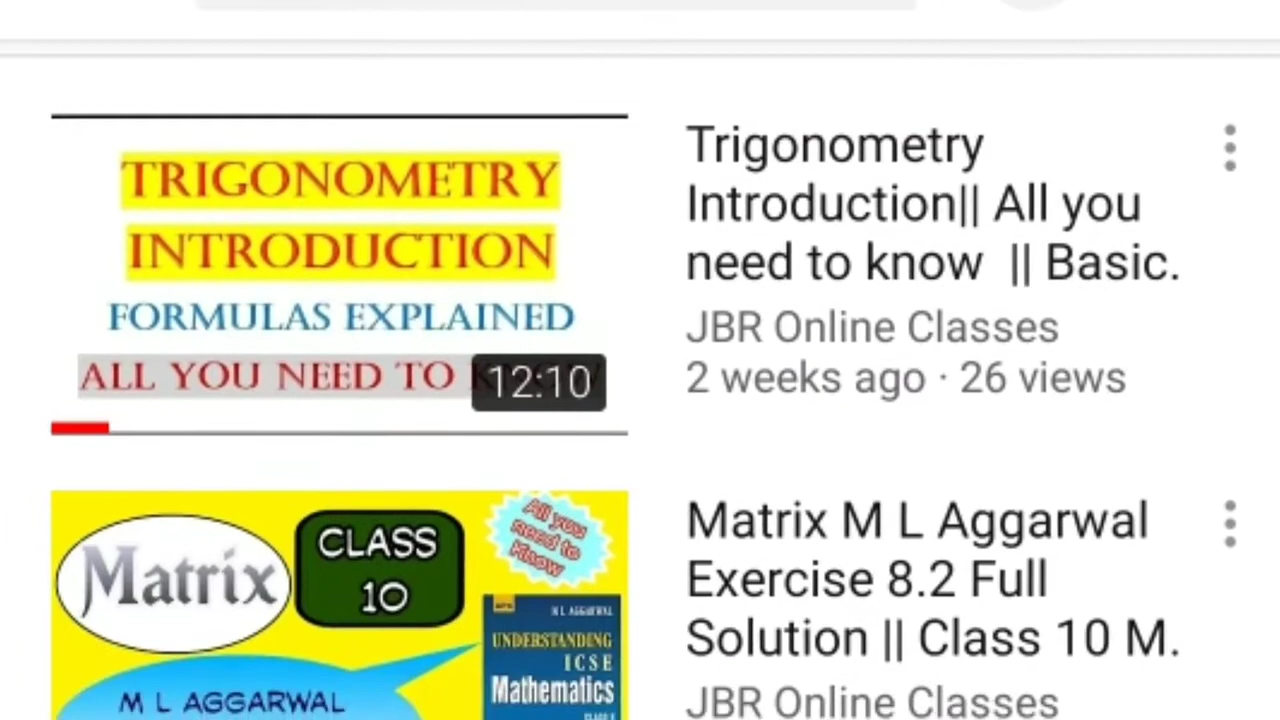 TRIGONOMETRY
INTRODUCTION
FORMULAS EXPLAINED
ALL YOU NEED TO KNOW
12:10
Trigonometry
Introduction|| All you
need to know || Basic.
JBR Online Classes
2 weeks ago · 26 views
Matrix
CLASS
10
All you
need to
Know
M L AGGARWAL
UNDERSTANDING
ICSE
Mathematics
M L AGGARWAL
Matrix M L Aggarwal
Exercise 8.2 Full
Solution || Class 10 M.
JBR Online Classes